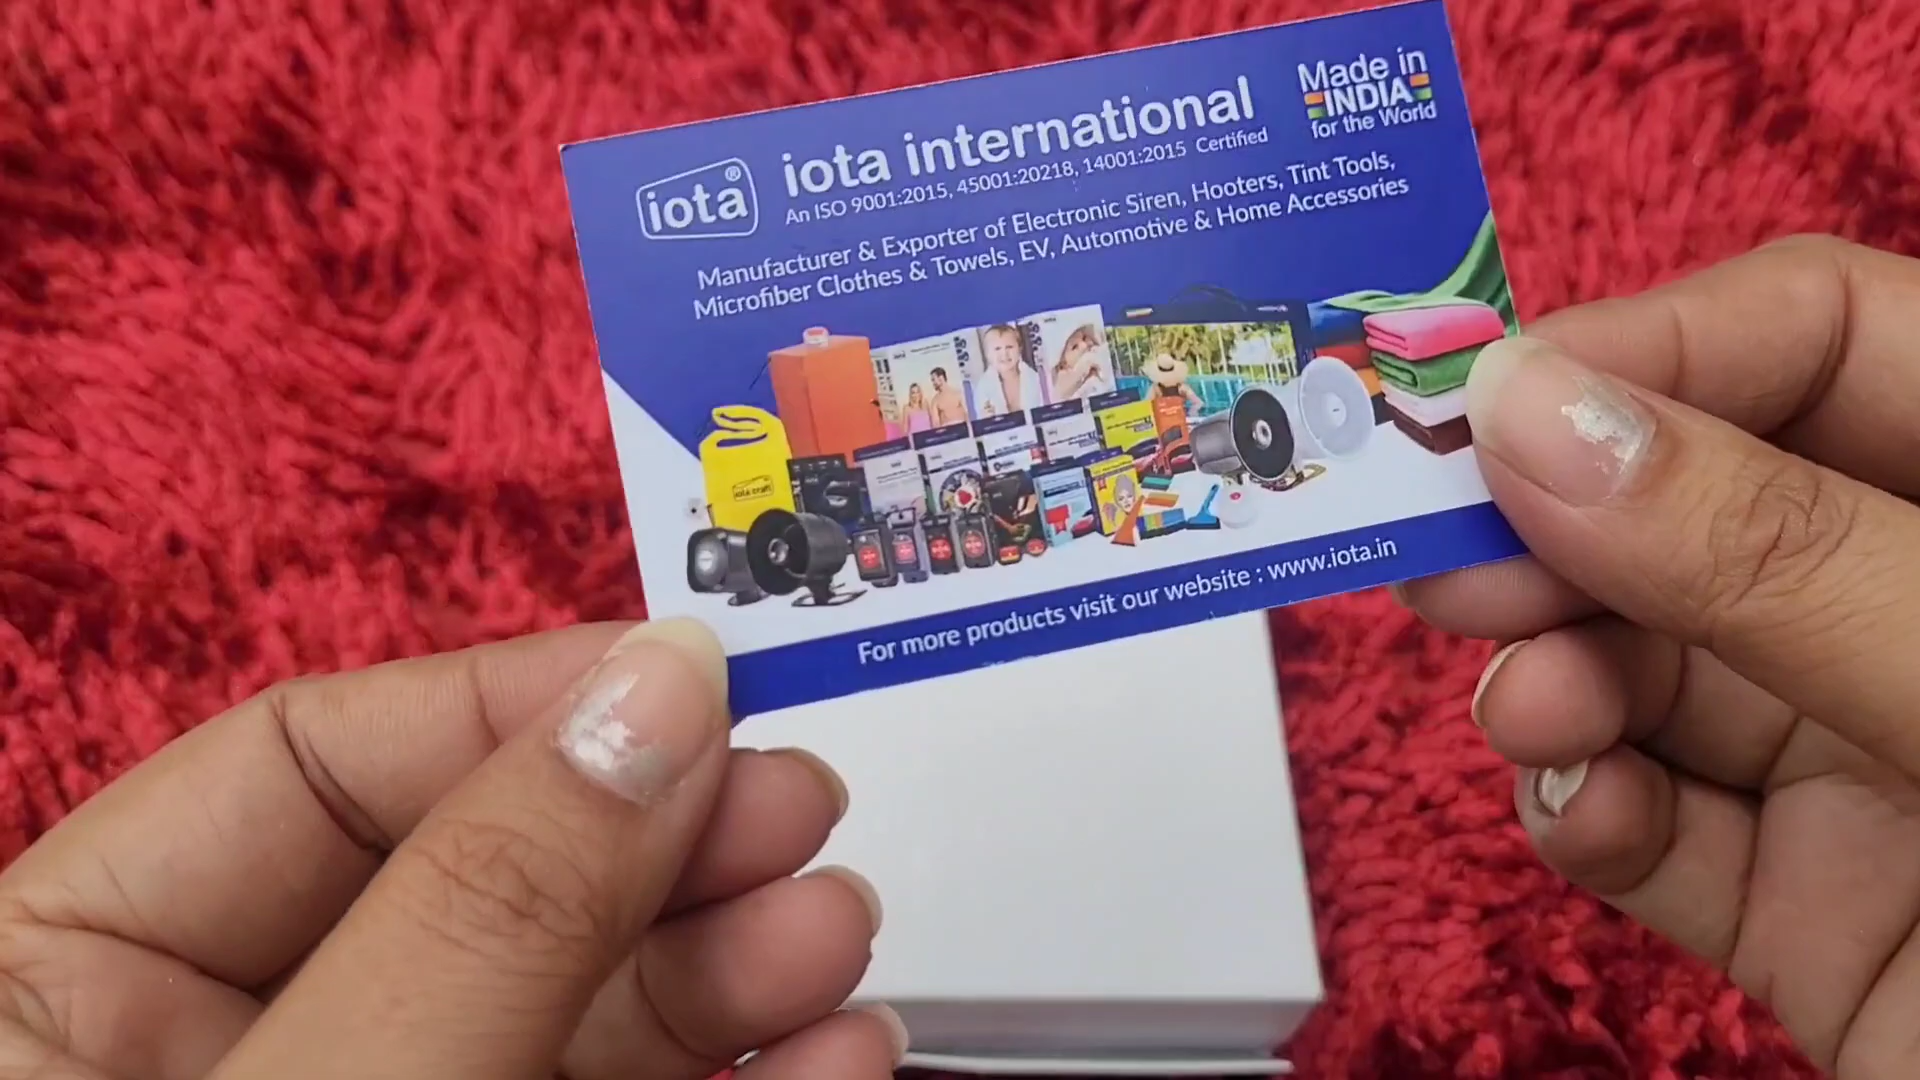 iota®
iota international
An ISO 9001:2015, 45001:20218, 14001:2015 Certified
Made in
INDIA
for the World
Manufacturer & Exporter of Electronic Siren, Hooters, Tint Tools,
Microfiber Clothes & Towels, EV, Automotive & Home Accessories
iota craft
For more products visit our website : www.iota.in